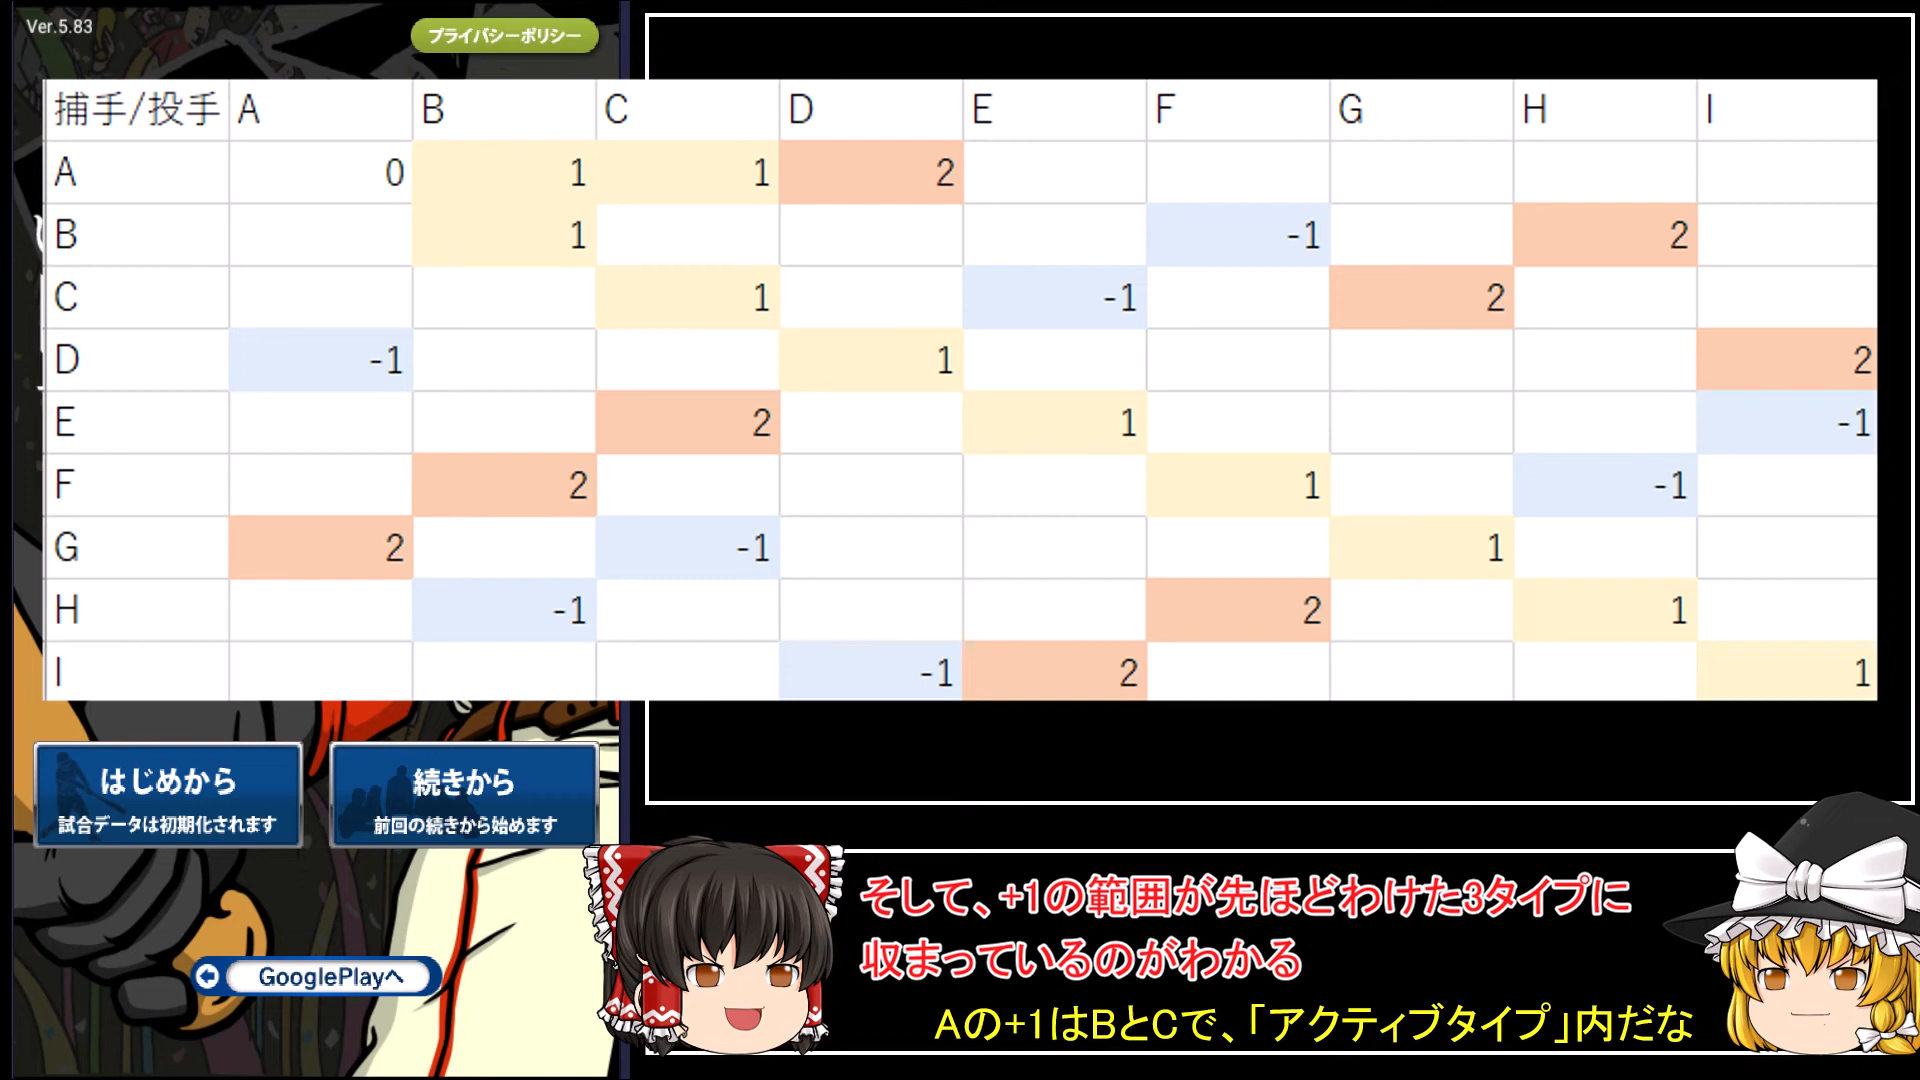 Ver.5.83
プライバシーポリシー
捕手/投手 A B C D E F G H I
A 0 1 1 2
B 1 -1 2
C 1 -1 2
D -1 1 2
E 2 1 -1
F 2 1 -1
G 2 -1 1
H -1 2 1
I -1 2 1
はじめから
試合データは初期化されます
続きから
前回の続きから始めます
GooglePlayへ
そして、+1の範囲が先ほどわけた3タイプに
収まっているのがわかる
Aの+1はBとCで、「アクティブタイプ」内だな